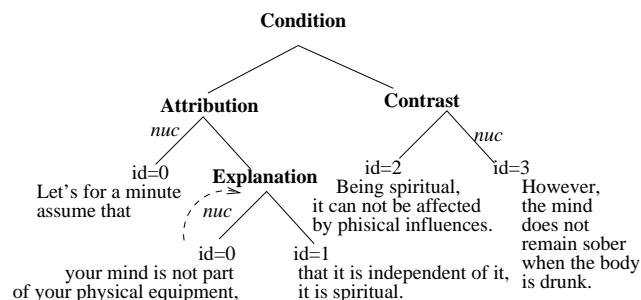 Condition
Attribution
Contrast
nuc
nuc
id=0
Let's for a minute
assume that
Explanation
nuc
id=2
Being spiritual,
it can not be affected
by phisical influences.
id=3
However,
the mind
does not
remain sober
when the body
is drunk.
id=0
your mind is not part
of your physical equipment,
id=1
that it is independent of it,
it is spiritual.